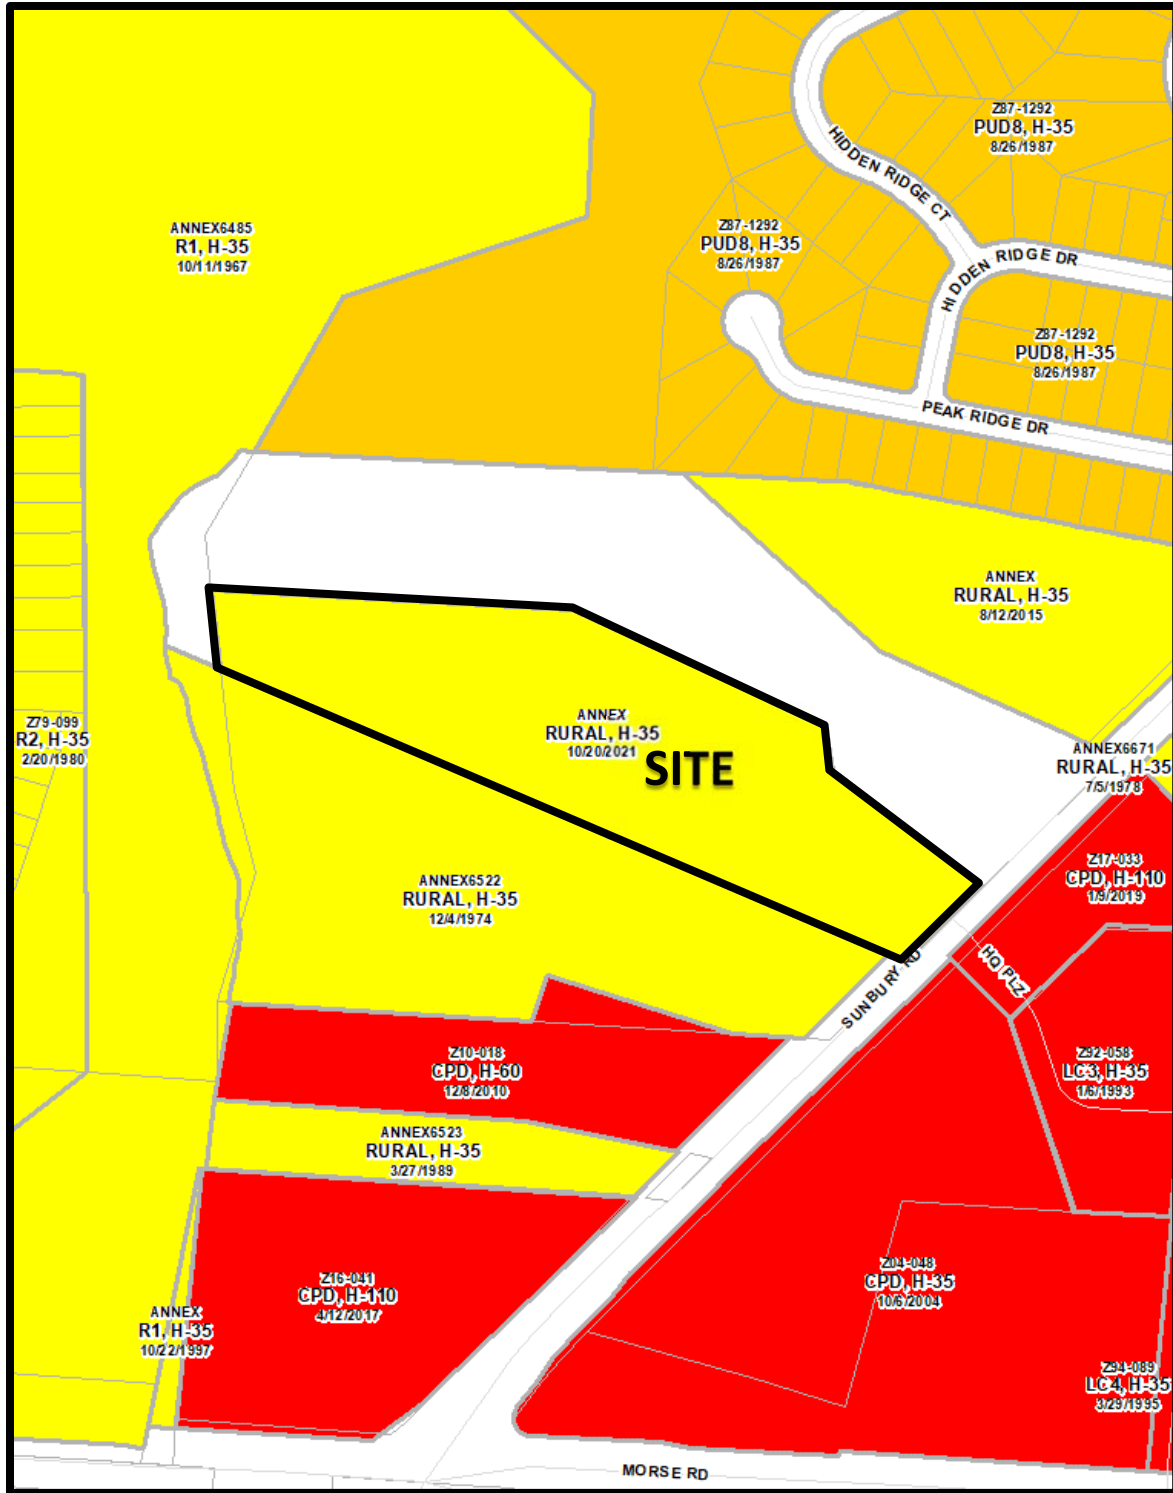 Z87-1292
PUD8, H-35
8/26/1987
HIDDEN RIDGE CT
ANNEX6485
R1, H-35
10/11/1967
Z87-1292
PUD8, H-35
8/26/1987
HIDDEN RIDGE DR
Z87-1292
PUD8, H-35
8/26/1987
PEAK RIDGE DR
ANNEX
RURAL, H-35
8/12/2015
Z79-099
R2, H-35
2/20/1980
ANNEX
RURAL, H-35
10/20/2021
SITE
ANNEX6671
RURAL, H-35
7/5/1978
Z17-033
CPD, H-110
1/9/2019
ANNEX6522
RURAL, H-35
12/4/1974
HQ PLZ
SUNBURY RD
Z10-018
CPD, H-60
12/8/2010
Z92-058
LC3, H-35
1/6/1993
ANNEX6523
RURAL, H-35
3/27/1989
Z16-041
CPD, H-110
4/12/2017
Z04-048
CPD, H-35
10/6/2004
ANNEX
R1, H-35
10/22/1997
Z94-089
LC4, H-35
3/29/1995
MORSE RD